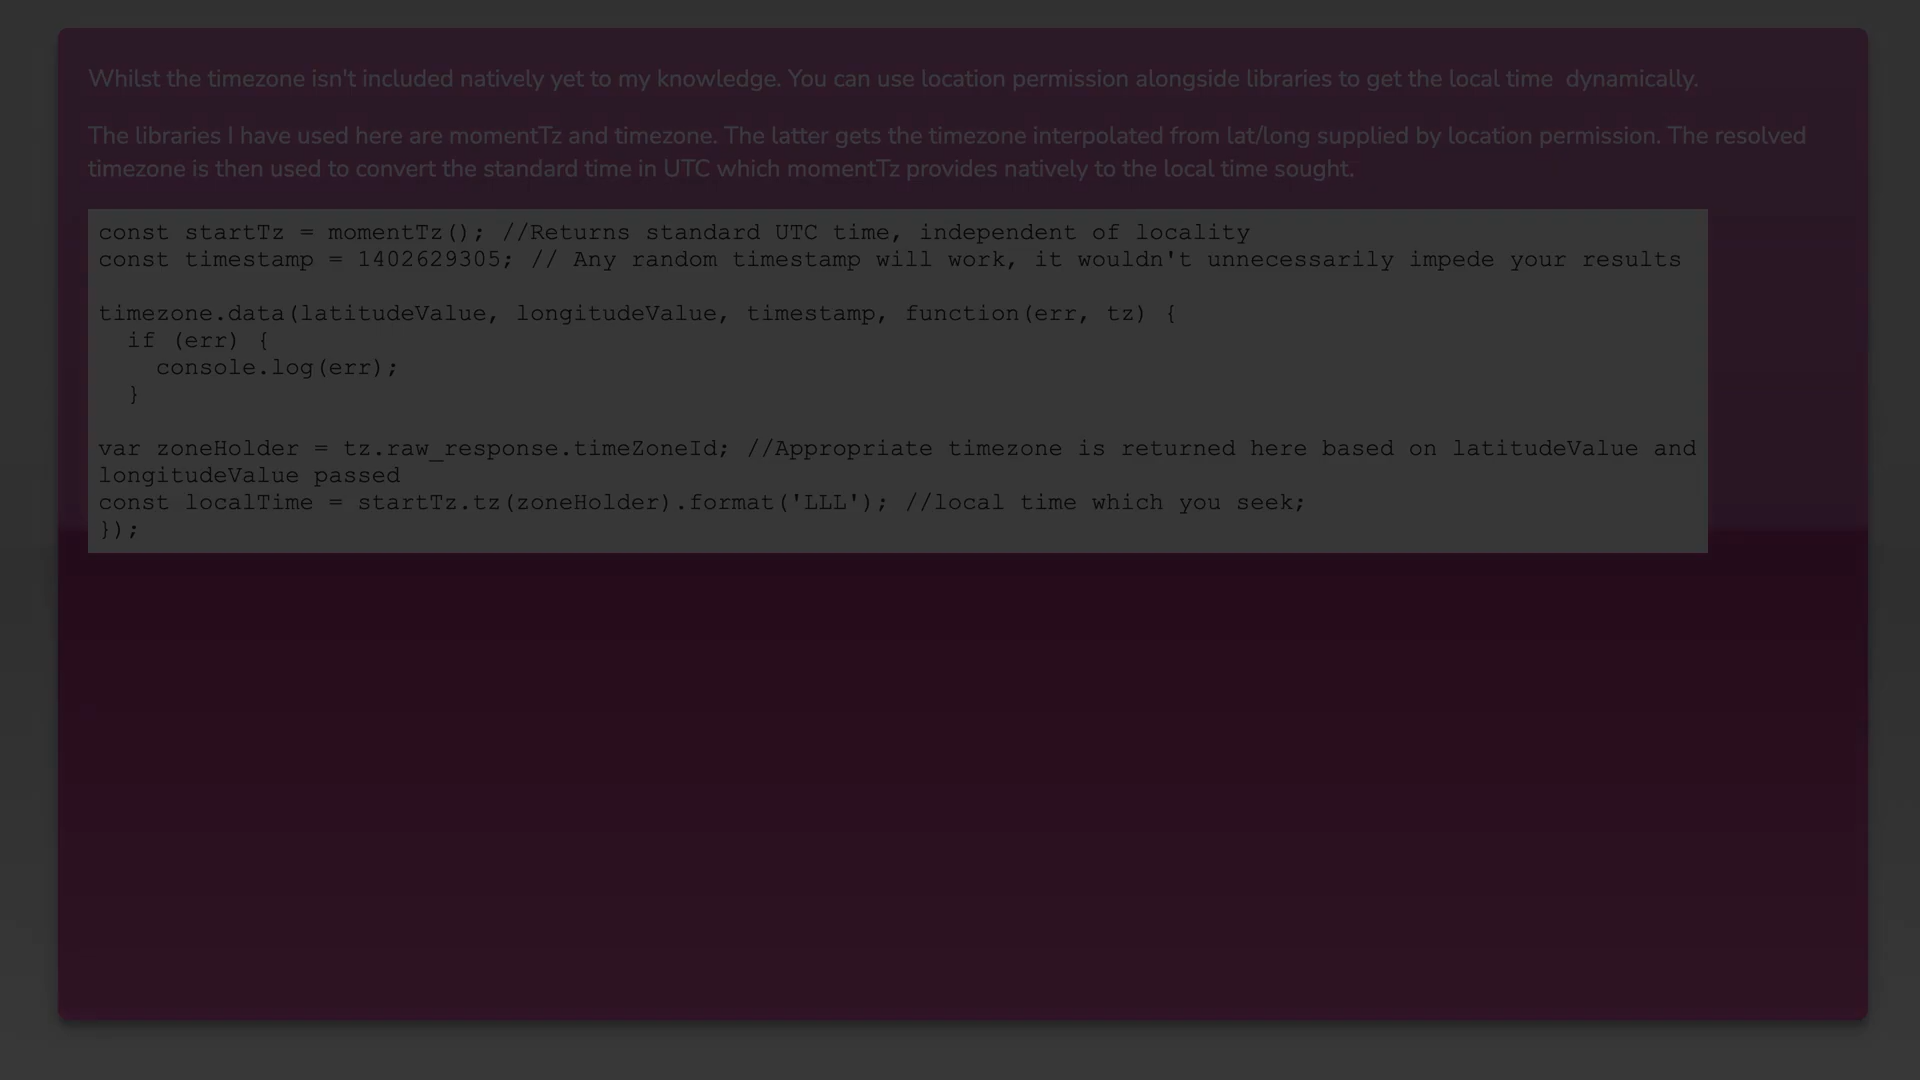 Whilst the timezone isn't included natively yet to my knowledge. You can use location permission alongside libraries to get the local time  dynamically.
The libraries I have used here are momentTz and timezone. The latter gets the timezone interpolated from lat/long supplied by location permission. The resolved
timezone is then used to convert the standard time in UTC which momentTz provides natively to the local time sought.
const startTz = momentTz(); //Returns standard UTC time, independent of locality
const timestamp = 1402629305; // Any random timestamp will work, it wouldn't unnecessarily impede your results
timezone.data(latitudeValue, longitudeValue, timestamp, function(err, tz) {
  if (err) {
    console.log(err);
  }
var zoneHolder = tz.raw_response.timeZoneId; //Appropriate timezone is returned here based on latitudeValue and
longitudeValue passed
const localTime = startTz.tz(zoneHolder).format('LLL'); //local time which you seek;
});